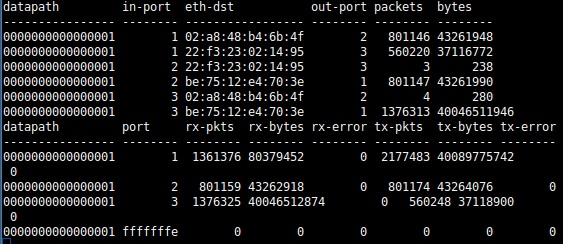 datapath         in-port  eth-dst           out-port packets  bytes
---------------- -------- ----------------- -------- -------- --------
0000000000000001        1 02:a8:48:b4:6b:4f        2   801146 43261948
0000000000000001        1 22:f3:23:02:14:95        3   560220 37116772
0000000000000001        2 22:f3:23:02:14:95        3        3      238
0000000000000001        2 be:75:12:e4:70:3e        1   801147 43261990
0000000000000001        3 02:a8:48:b4:6b:4f        2        4      280
0000000000000001        3 be:75:12:e4:70:3e        1  1376313 40046511946
datapath         port     rx-pkts  rx-bytes rx-error tx-pkts  tx-bytes tx-error
---------------- -------- -------- -------- -------- -------- -------- --------
0000000000000001        1  1361376 80379452        0  2177483 40089775742
 0
0000000000000001        2   801159 43262918        0   801174 43264076        0
0000000000000001        3  1376325 40046512874        0   560248 37118900
 0
0000000000000001 fffffffe        0        0        0        0        0        0